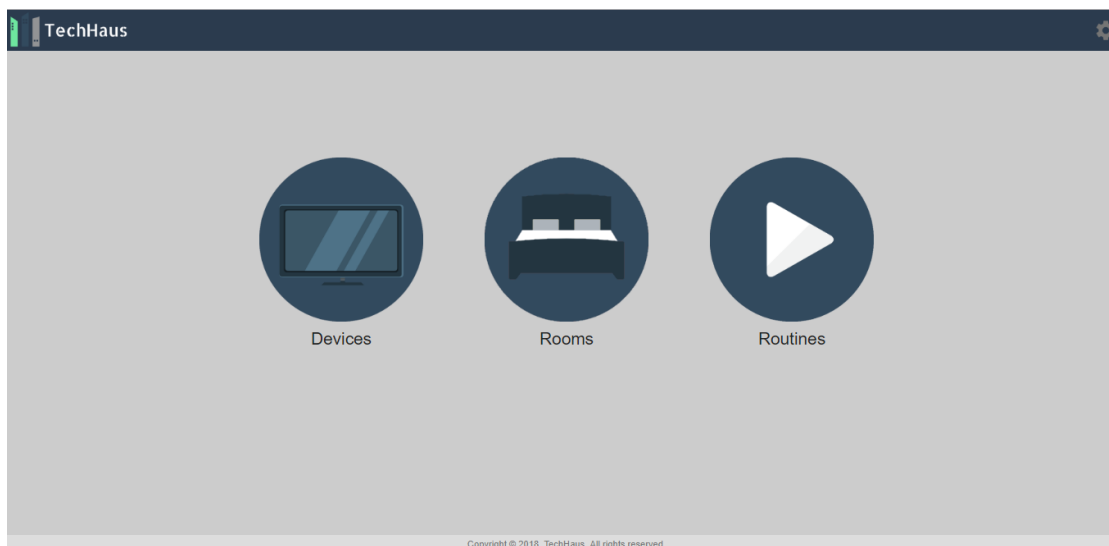 TechHaus
Devices
Rooms
Routines
Copyright © 2018. TechHaus. All rights reserved.